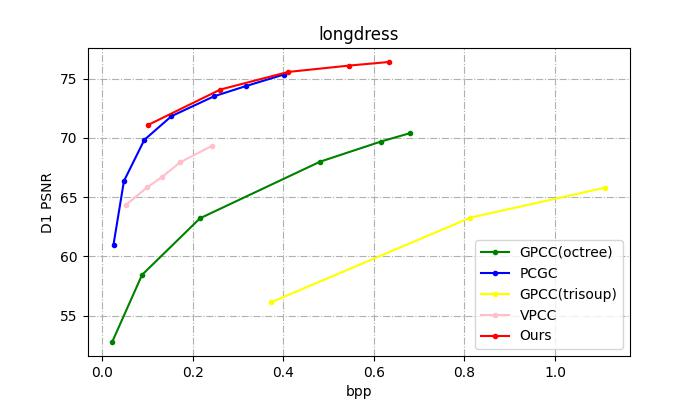 longdress
D1 PSNR
75
70
65
60
55
0.0 0.2 0.4 0.6 0.8 1.0
bpp
GPCC(octree)
PCGC
GPCC(trisoup)
VPCC
Ours